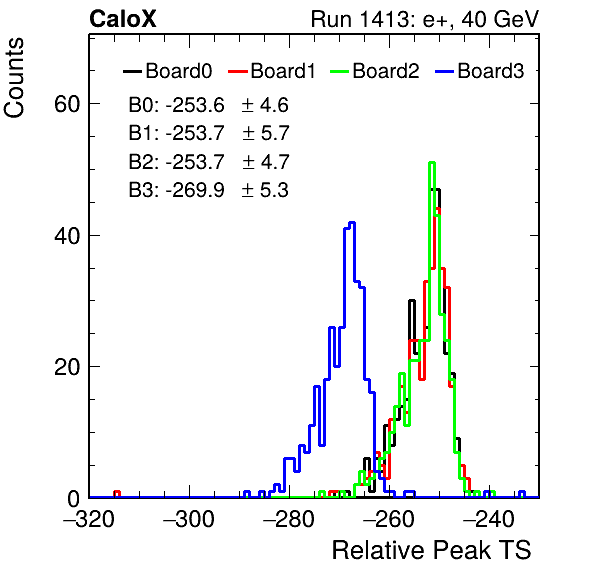 CaloX Run 1413: e+, 40 GeV
Counts
Board0 Board1 Board2 Board3
B0: -253.6 ± 4.6
B1: -253.7 ± 5.7
B2: -253.7 ± 4.7
B3: -269.9 ± 5.3
60
40
20
0
−320 −300 −280 −260 −240
Relative Peak TS